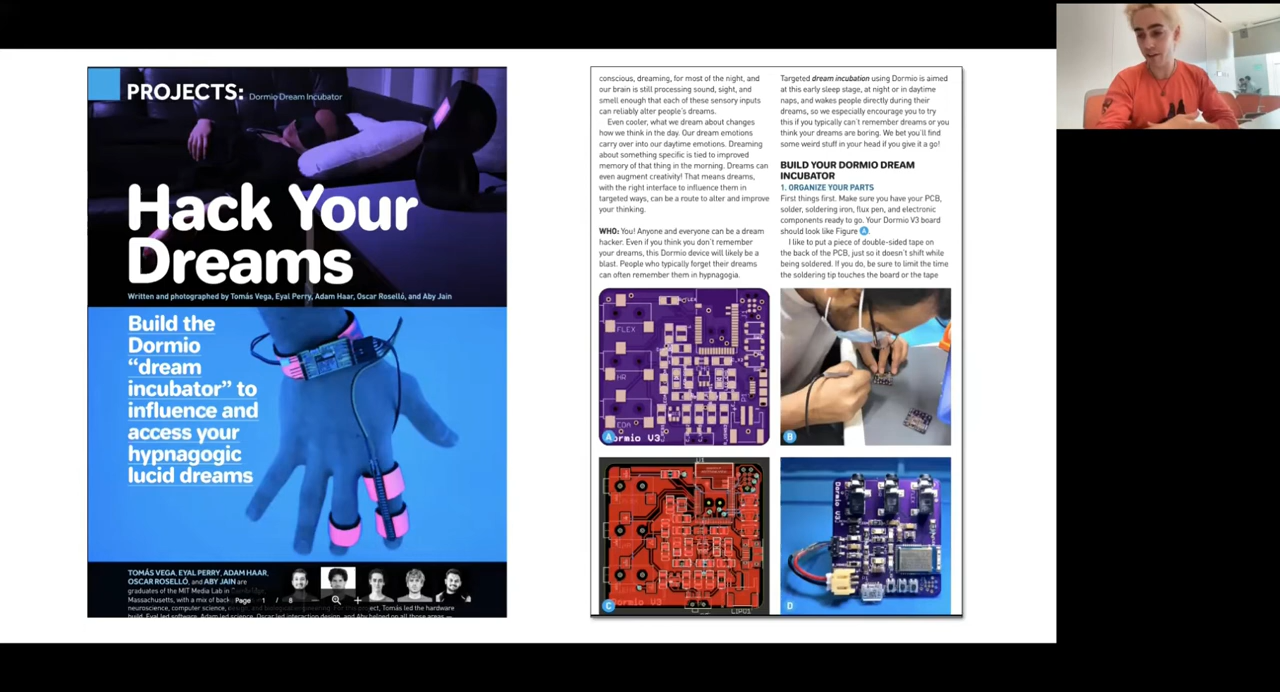 PROJECTS: Dormio Dream Incubator
Hack Your
Dreams
Written and photographed by Tomás Vega, Eyal Perry, Adam Haar, Oscar Roselló, and Aby Jain
Build the
Dormio
“dream
incubator” to
influence and
access your
hypnagogic
lucid dreams
TOMÁS VEGA, EYAL PERRY, ADAM HAAR,
OSCAR ROSELLÓ, and ABY JAIN are
graduates of the MIT Media Lab in
Massachusetts, with a mix of
neuroscience, computer science,
Tomás led the hardware
build, Eyal led software, Adam led science, Oscar led interaction design, and Aby helped on all those areas —
Page 1 / 8
conscious, dreaming, for most of the night, and
our brain is still processing sound, sight, and
smell enough that each of these sensory inputs
can reliably alter people’s dreams.
Even cooler, what we dream about changes
how we think in the day. Our dream emotions
carry over into our daytime emotions. Dreaming
about something specific is tied to improved
memory of that thing in the morning. Dreams can
even augment creativity! That means dreams,
with the right interface to influence them in
targeted ways, can be a route to alter and improve
your thinking.
WHO: You! Anyone and everyone can be a dream
hacker. Even if you think you don’t remember
your dreams, this Dormio device will likely be a
blast. People who typically forget their dreams
can often remember them in hypnagogia.
Targeted dream incubation using Dormio is aimed
at this early sleep stage, at night or in daytime
naps, and wakes people directly during their
dreams, so we especially encourage you to try
this if you typically can’t remember dreams or you
think your dreams are boring. We bet you’ll find
some weird stuff in your head if you give it a go!
BUILD YOUR DORMIO DREAM
INCUBATOR
1. ORGANIZE YOUR PARTS
First things first. Make sure you have your PCB,
solder, soldering iron, flux pen, and electronic
components ready to go. Your Dormio V3 board
should look like Figure A.
I like to put a piece of double-sided tape on
the back of the PCB, just so it doesn’t shift while
being soldered. If you do, be sure to limit the time
the soldering tip touches the board or the tape
FLEX
HR
EDA
A
Dormio V3
B
C
Dormio V3
LIPO1
Dormio V3
FLEX
D